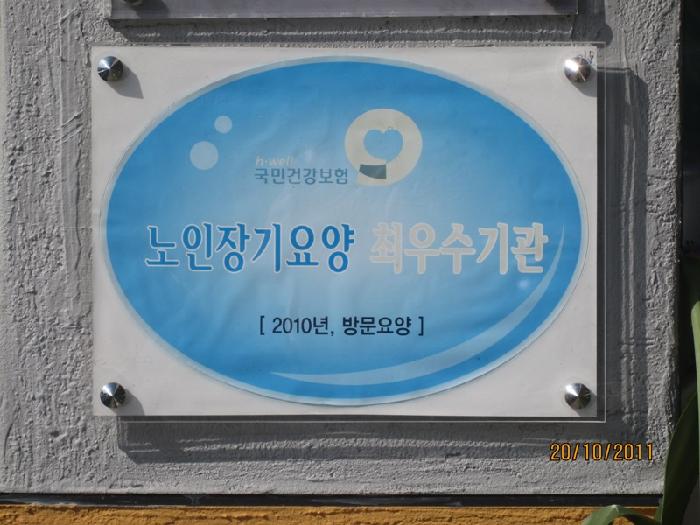 h·well
국민건강보험
노인장기요양 최우수기관
[ 2010년, 방문요양 ]
20/10/2011